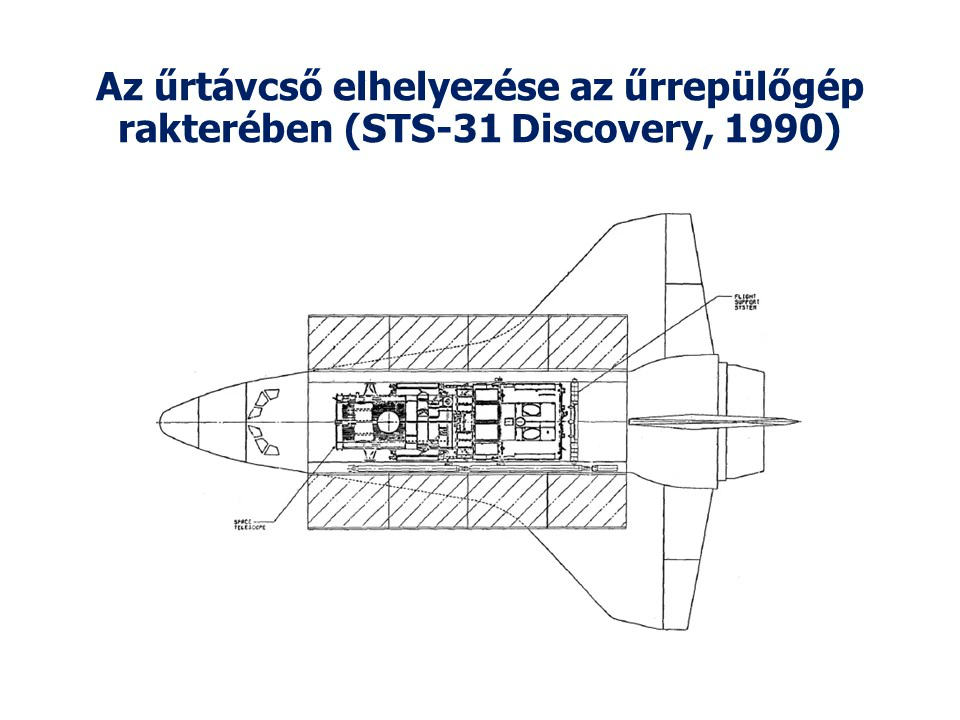 Az űrtávcső elhelyezése az űrrepülőgép
rakterében (STS-31 Discovery, 1990)
FLIGHT
SUPPORT
SYSTEM
SPACE
TELESCOPE